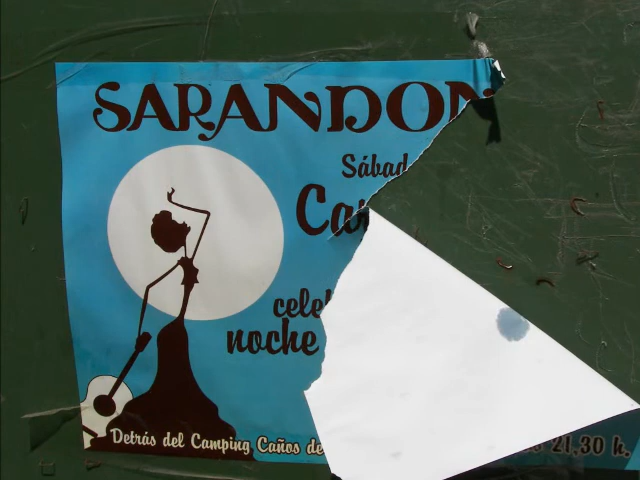 SARANDON
Sábad
Ca
cele
noche
Detrás del Camping Caños de 21,30 h.